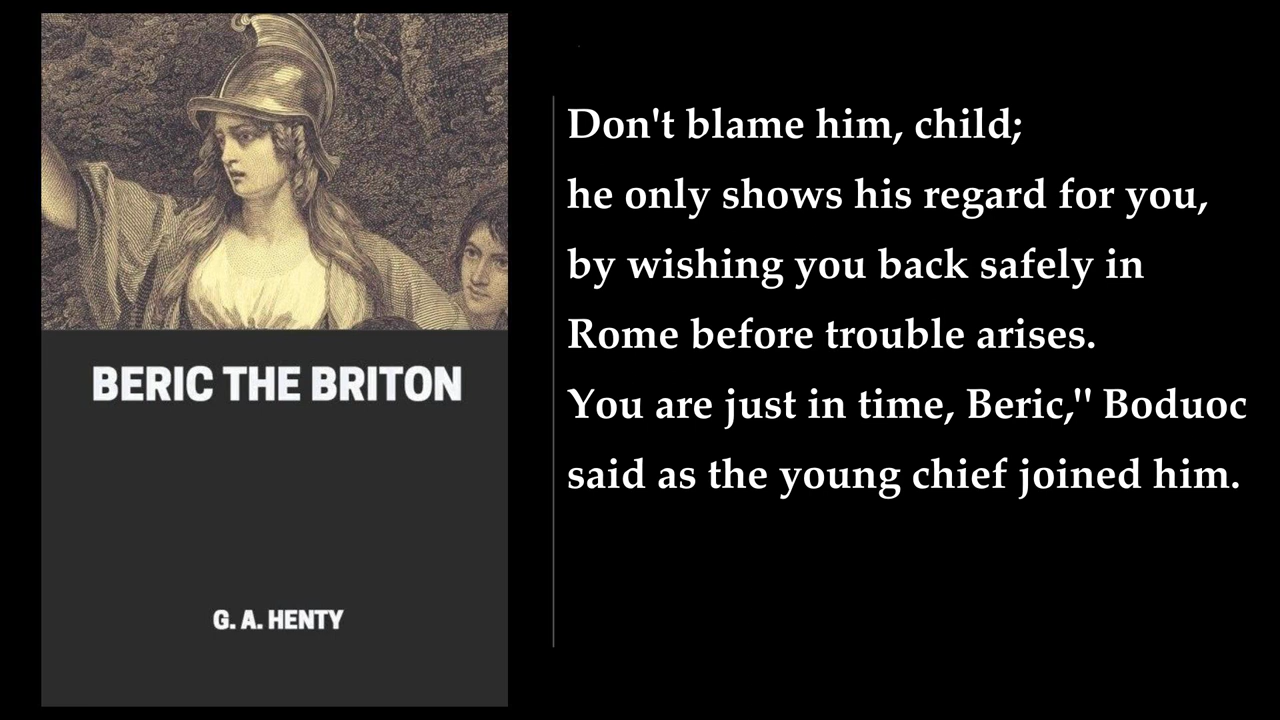 BERIC THE BRITON
G. A. HENTY
Don't blame him, child;
he only shows his regard for you,
by wishing you back safely in
Rome before trouble arises.
You are just in time, Beric," Boduoc
said as the young chief joined him.